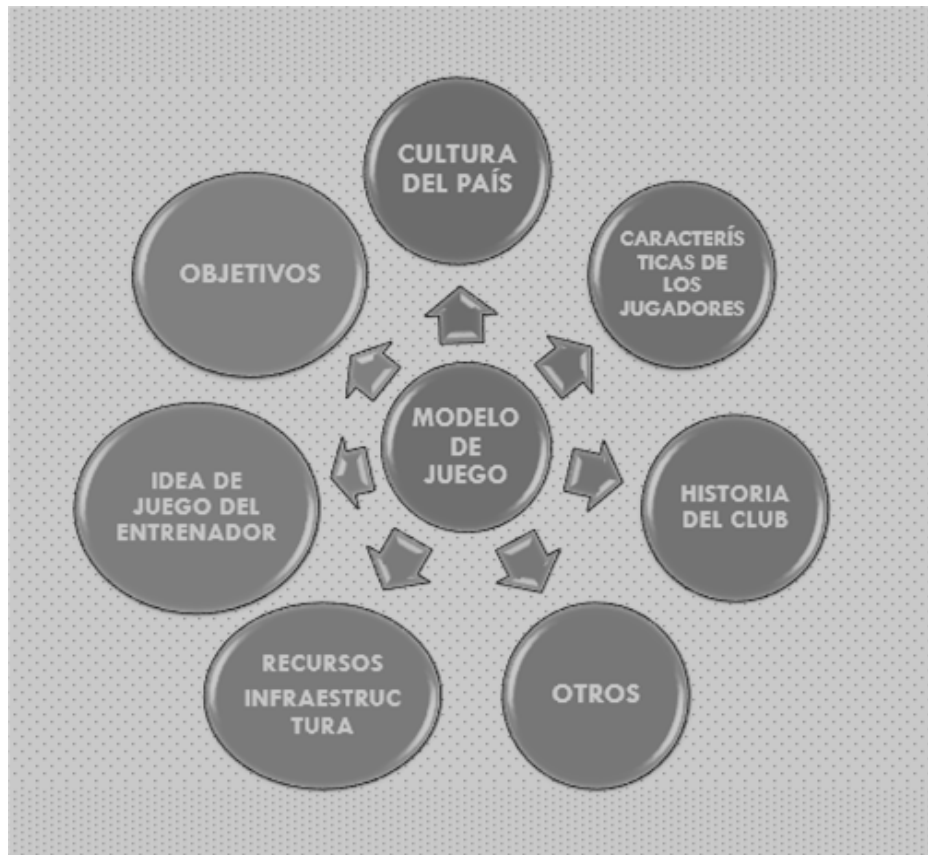 CULTURA
DEL PAÍS
CARACTERÍS
TICAS DE
LOS
JUGADORES
HISTORIA
DEL CLUB
OTROS
RECURSOS
INFRAESTRUC
TURA
IDEA DE
JUEGO DEL
ENTRENADOR
OBJETIVOS
MODELO
DE
JUEGO